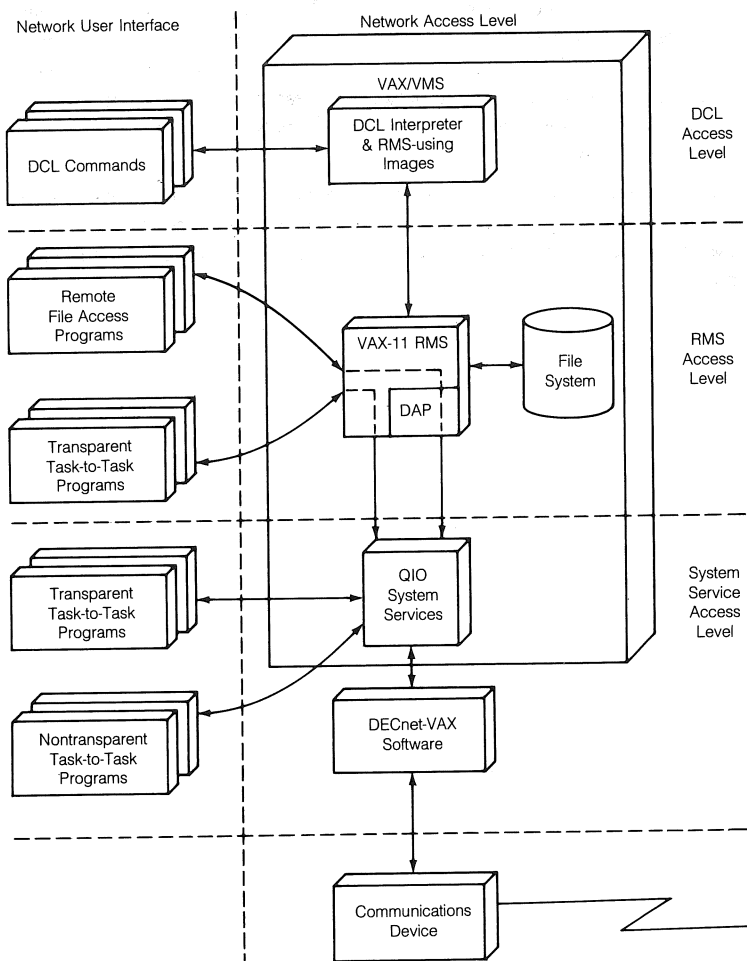 Network User Interface
Network Access Level
VAX/VMS
DCL Commands
DCL Interpreter
& RMS-using
Images
DCL
Access
Level
Remote
File Access
Programs
VAX-11 RMS
DAP
File
System
RMS
Access
Level
Transparent
Task-to-Task
Programs
Transparent
Task-to-Task
Programs
QIO
System
Services
System
Service
Access
Level
Nontransparent
Task-to-Task
Programs
DECnet-VAX
Software
Communications
Device